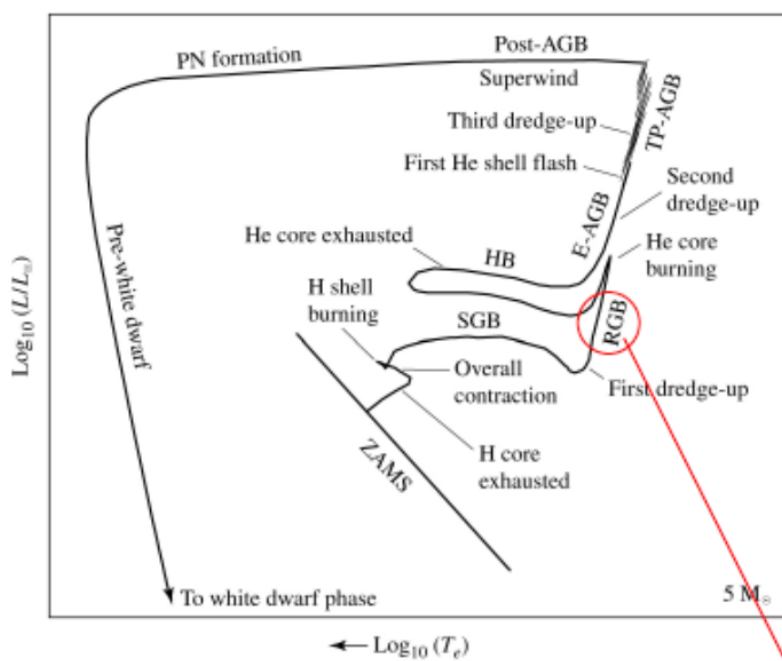 Post-AGB
PN formation
Superwind
TP-AGB
Third dredge-up
First He shell flash
Second
dredge-up
E-AGB
He core exhausted
HB
He core
burning
Pre-white dwarf
H shell
burning
SGB
RGB
Log₁₀ (L/L☉)
Overall
contraction
First dredge-up
ZAMS
H core
exhausted
To white dwarf phase
5 M☉
Log₁₀ (Tₑ)